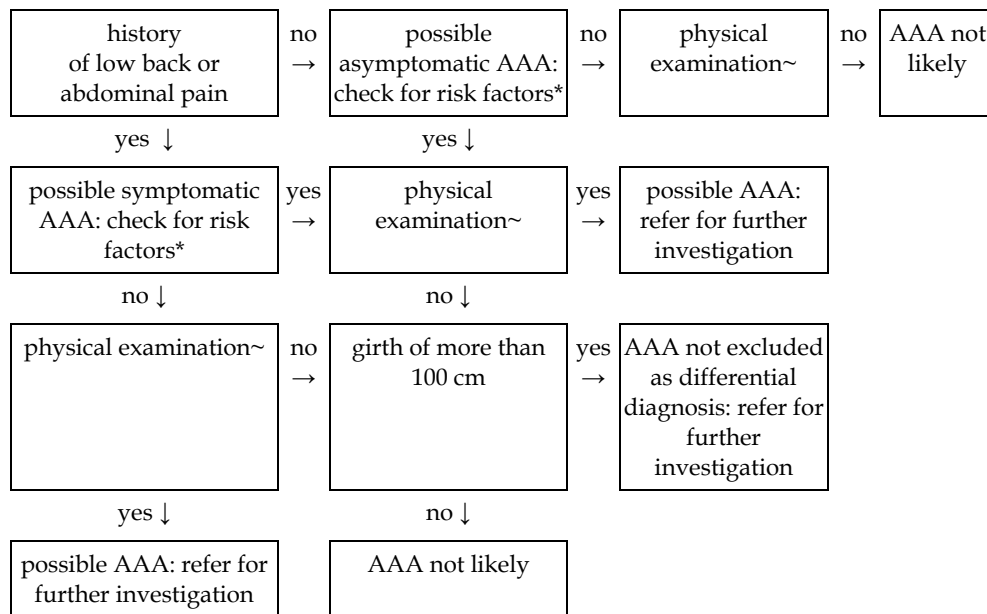 history
of low back or
abdominal pain
no
→
possible
asymptomatic AAA:
check for risk factors*
no
→
physical
examination~
no
→
AAA not
likely
yes ↓
yes ↓
possible symptomatic
AAA: check for risk
factors*
yes
→
physical
examination~
yes
→
possible AAA:
refer for further
investigation
no ↓
no ↓
physical examination~
no
→
girth of more than
100 cm
yes
→
AAA not excluded
as differential
diagnosis: refer for
further
investigation
yes ↓
no ↓
possible AAA: refer for
further investigation
AAA not likely